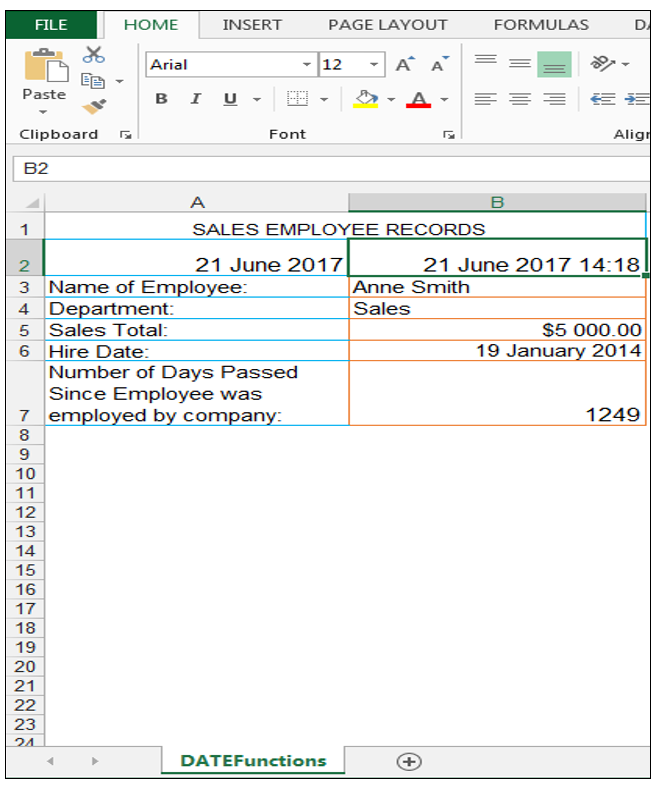 FILE HOME INSERT PAGE LAYOUT FORMULAS DA
Arial 12 A A
Paste B I U A
Clipboard Font Alignr
B2
A B
1 SALES EMPLOYEE RECORDS
2 21 June 2017 21 June 2017 14:18
3 Name of Employee: Anne Smith
4 Department: Sales
5 Sales Total: $5 000.00
6 Hire Date: 19 January 2014
Number of Days Passed
Since Employee was
7 employed by company: 1249
8
9
10
11
12
13
14
15
16
17
18
19
20
21
22
23
24
DATEFunctions